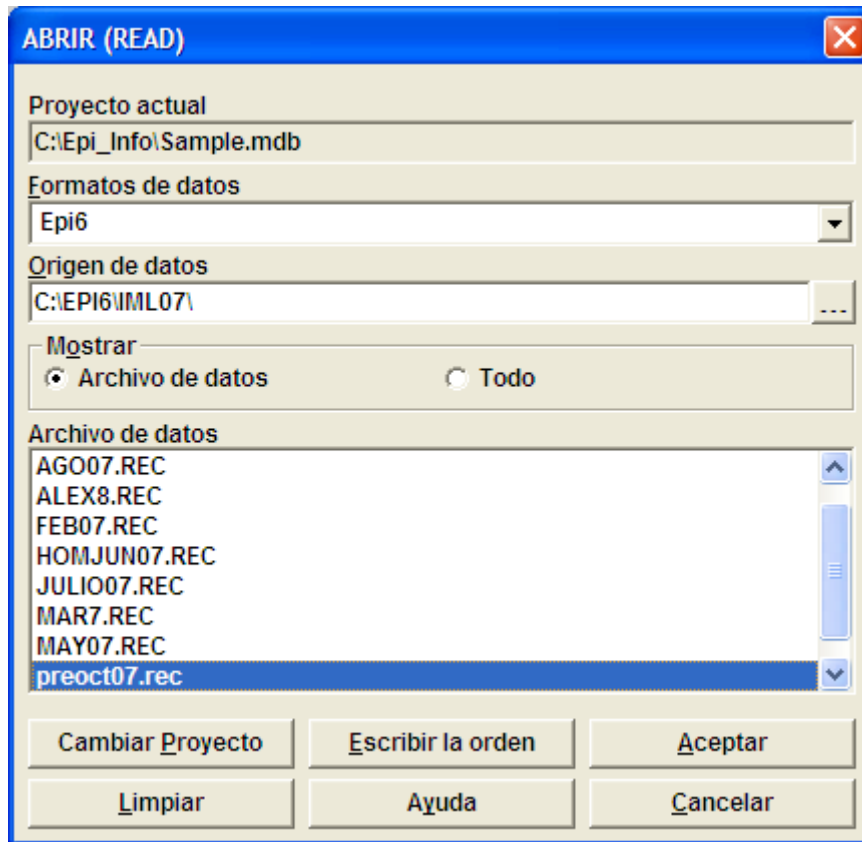 ABRIR (READ)
Proyecto actual
C:\Epi_Info\Sample.mdb
Formatos de datos
Epi6
Origen de datos
C:\EPI6\IML07\
...
Mostrar
Archivo de datos Todo
Archivo de datos
AGO07.REC
ALEX8.REC
FEB07.REC
HOMJUN07.REC
JULIO07.REC
MAR7.REC
MAY07.REC
preoct07.rec
Cambiar Proyecto Escribir la orden Aceptar
Limpiar Ayuda Cancelar